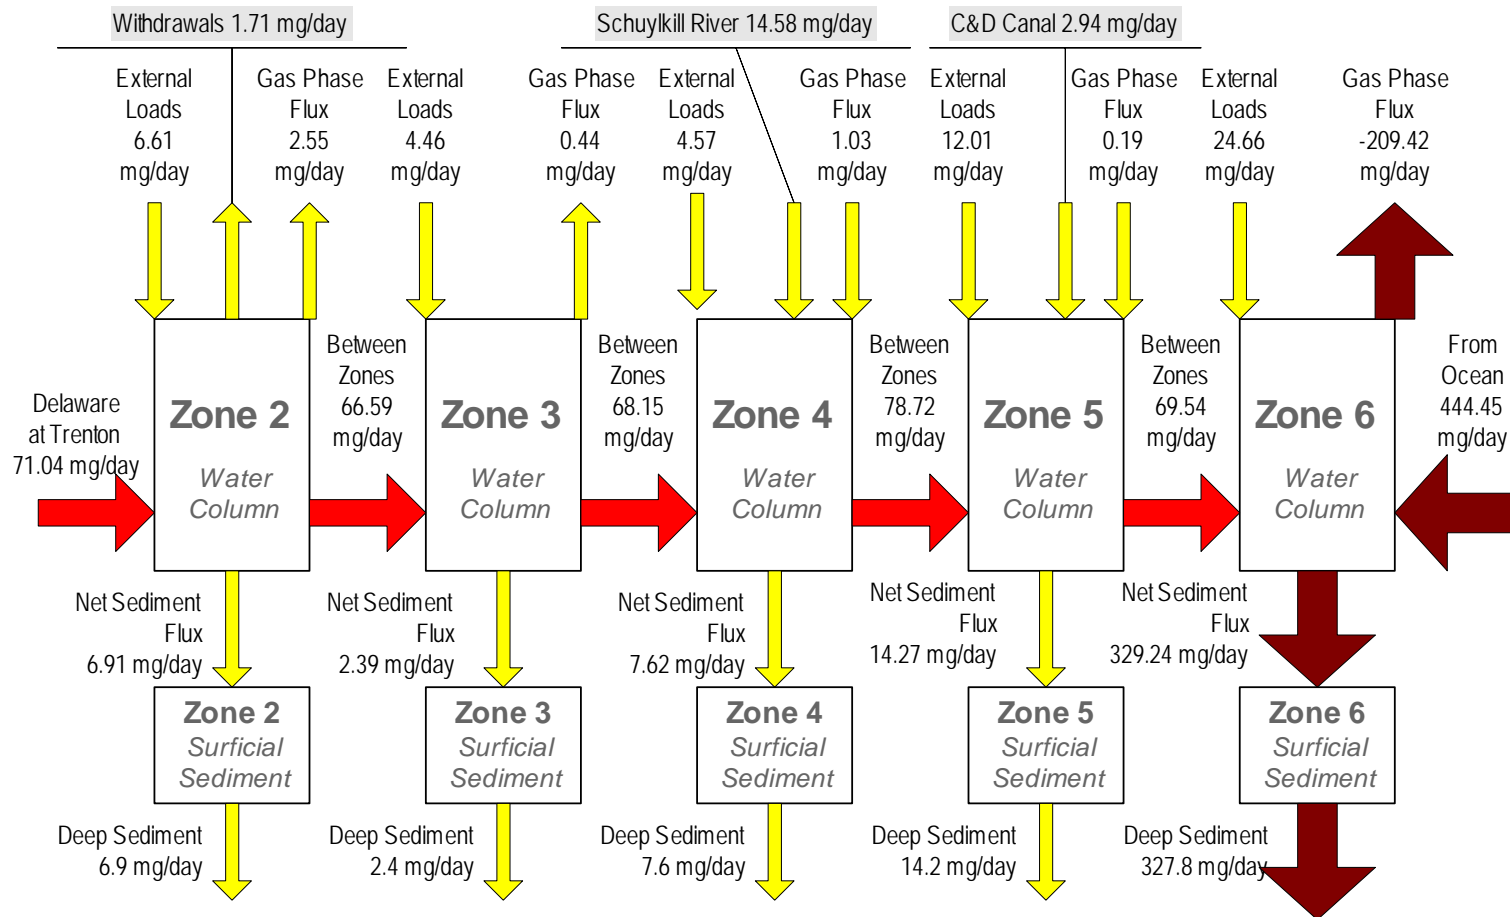 Withdrawals 1.71 mg/day
Schuylkill River 14.58 mg/day
C&D Canal 2.94 mg/day
External
Loads
6.61
mg/day
Gas Phase
Flux
2.55
mg/day
External
Loads
4.46
mg/day
Gas Phase
Flux
0.44
mg/day
External
Loads
4.57
mg/day
Gas Phase
Flux
1.03
mg/day
External
Loads
12.01
mg/day
Gas Phase
Flux
0.19
mg/day
External
Loads
24.66
mg/day
Gas Phase
Flux
-209.42
mg/day
Delaware
at Trenton
71.04 mg/day
Zone 2
Water
Column
Between
Zones
66.59
mg/day
Zone 3
Water
Column
Between
Zones
68.15
mg/day
Zone 4
Water
Column
Between
Zones
78.72
mg/day
Zone 5
Water
Column
Between
Zones
69.54
mg/day
Zone 6
Water
Column
From
Ocean
444.45
mg/day
Net Sediment
Flux
6.91 mg/day
Net Sediment
Flux
2.39 mg/day
Net Sediment
Flux
7.62 mg/day
Net Sediment
Flux
14.27 mg/day
Net Sediment
Flux
329.24 mg/day
Zone 2
Surficial
Sediment
Zone 3
Surficial
Sediment
Zone 4
Surficial
Sediment
Zone 5
Surficial
Sediment
Zone 6
Surficial
Sediment
Deep Sediment
6.9 mg/day
Deep Sediment
2.4 mg/day
Deep Sediment
7.6 mg/day
Deep Sediment
14.2 mg/day
Deep Sediment
327.8 mg/day